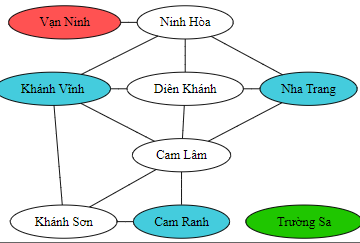 Vạn Ninh
Ninh Hòa
Khánh Vĩnh
Diên Khánh
Nha Trang
Cam Lâm
Khánh Sơn
Cam Ranh
Trường Sa